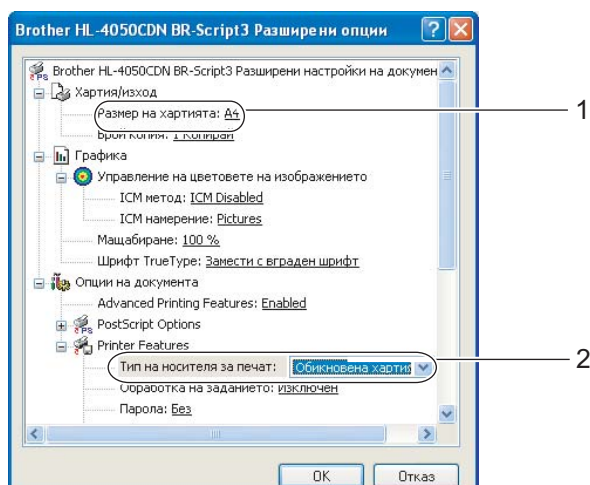 Brother HL-4050CDN BR-Script3 Разширени опции
Brother HL-4050CDN BR-Script3 Разширени настройки на докумен
Хартия/изход
Размер на хартията: A4
1
Брой копия: 1 Копирай
Графика
Управление на цветовете на изображението
ICM метод: ICM Disabled
ICM намерение: Pictures
Мащабиране: 100 %
Шрифт TrueType: Замести с вграден шрифт
Опции на документа
Advanced Printing Features: Enabled
PostScript Options
Printer Features
Тип на носителя за печат: Обикновена хартия
2
Обработка на заданието: Изключен
Парола: Без
OK
Отказ